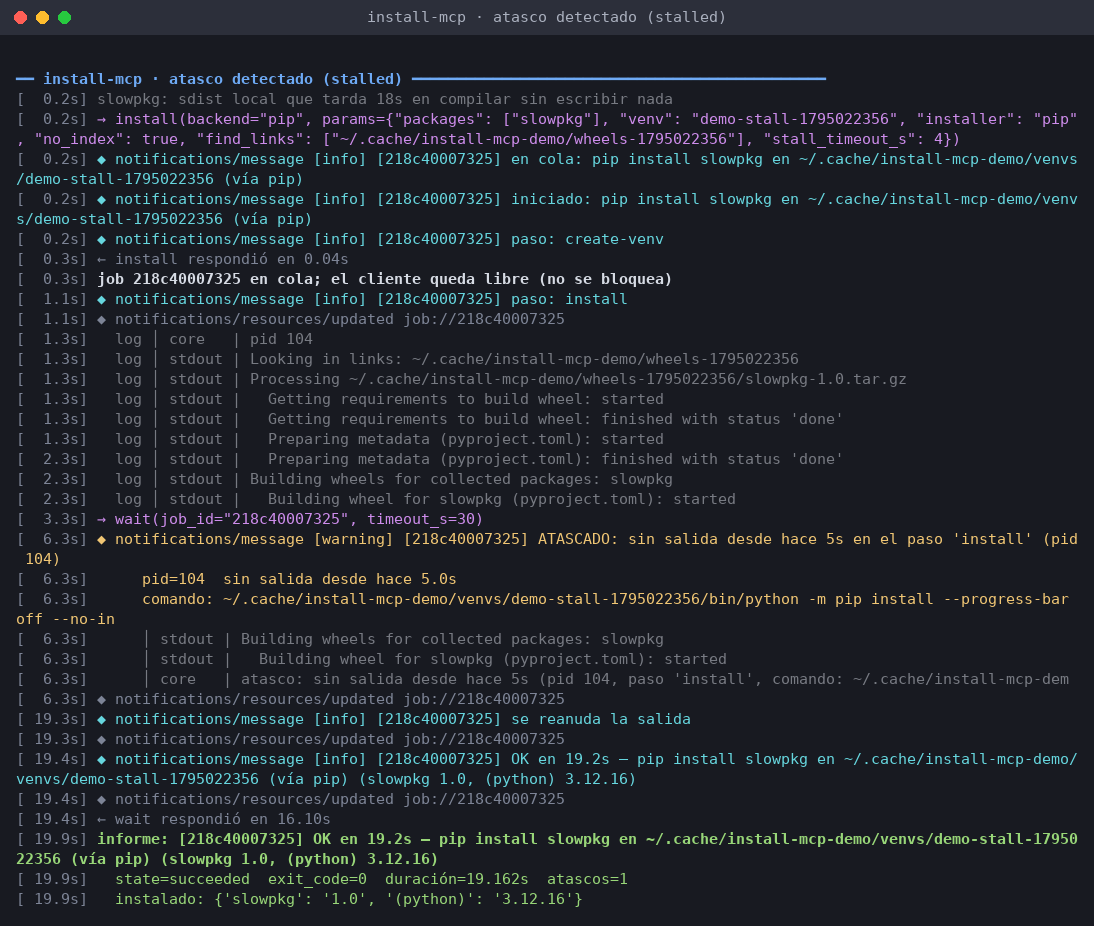 install-mcp · atasco detectado (stalled)
━━ install-mcp · atasco detectado (stalled) ━━━━━━━━━━━━━━━━━━━━━━━━━━━━━━━━━━━━━━━━━━━━━━
[  0.2s] slowpkg: sdist local que tarda 18s en compilar sin escribir nada
[  0.2s] → install(backend="pip", params={"packages": ["slowpkg"], "venv": "demo-stall-1795022356", "installer": "pip"
, "no_index": true, "find_links": ["~/.cache/install-mcp-demo/wheels-1795022356"], "stall_timeout_s": 4})
[  0.2s] ◆ notifications/message [info] [218c40007325] en cola: pip install slowpkg en ~/.cache/install-mcp-demo/venvs
/demo-stall-1795022356 (vía pip)
[  0.2s] ◆ notifications/message [info] [218c40007325] iniciado: pip install slowpkg en ~/.cache/install-mcp-demo/venv
s/demo-stall-1795022356 (vía pip)
[  0.2s] ◆ notifications/message [info] [218c40007325] paso: create-venv
[  0.3s] ← install respondió en 0.04s
[  0.3s] job 218c40007325 en cola; el cliente queda libre (no se bloquea)
[  1.1s] ◆ notifications/message [info] [218c40007325] paso: install
[  1.1s] ◆ notifications/resources/updated job://218c40007325
[  1.3s]   log │ core   | pid 104
[  1.3s]   log │ stdout | Looking in links: ~/.cache/install-mcp-demo/wheels-1795022356
[  1.3s]   log │ stdout | Processing ~/.cache/install-mcp-demo/wheels-1795022356/slowpkg-1.0.tar.gz
[  1.3s]   log │ stdout |   Getting requirements to build wheel: started
[  1.3s]   log │ stdout |   Getting requirements to build wheel: finished with status 'done'
[  1.3s]   log │ stdout |   Preparing metadata (pyproject.toml): started
[  2.3s]   log │ stdout |   Preparing metadata (pyproject.toml): finished with status 'done'
[  2.3s]   log │ stdout | Building wheels for collected packages: slowpkg
[  2.3s]   log │ stdout |   Building wheel for slowpkg (pyproject.toml): started
[  3.3s] → wait(job_id="218c40007325", timeout_s=30)
[  6.3s] ◆ notifications/message [warning] [218c40007325] ATASCADO: sin salida desde hace 5s en el paso 'install' (pid
 104)
[  6.3s]      pid=104  sin salida desde hace 5.0s
[  6.3s]      comando: ~/.cache/install-mcp-demo/venvs/demo-stall-1795022356/bin/python -m pip install --progress-bar
off --no-in
[  6.3s]      │ stdout | Building wheels for collected packages: slowpkg
[  6.3s]      │ stdout |   Building wheel for slowpkg (pyproject.toml): started
[  6.3s]      │ core   | atasco: sin salida desde hace 5s (pid 104, paso 'install', comando: ~/.cache/install-mcp-dem
[  6.3s] ◆ notifications/resources/updated job://218c40007325
[ 19.3s] ◆ notifications/message [info] [218c40007325] se reanuda la salida
[ 19.3s] ◆ notifications/resources/updated job://218c40007325
[ 19.4s] ◆ notifications/message [info] [218c40007325] OK en 19.2s — pip install slowpkg en ~/.cache/install-mcp-demo/
venvs/demo-stall-1795022356 (vía pip) (slowpkg 1.0, (python) 3.12.16)
[ 19.4s] ◆ notifications/resources/updated job://218c40007325
[ 19.4s] ← wait respondió en 16.10s
[ 19.9s] informe: [218c40007325] OK en 19.2s — pip install slowpkg en ~/.cache/install-mcp-demo/venvs/demo-stall-17950
22356 (vía pip) (slowpkg 1.0, (python) 3.12.16)
[ 19.9s]   state=succeeded  exit_code=0  duración=19.162s  atascos=1
[ 19.9s]   instalado: {'slowpkg': '1.0', '(python)': '3.12.16'}